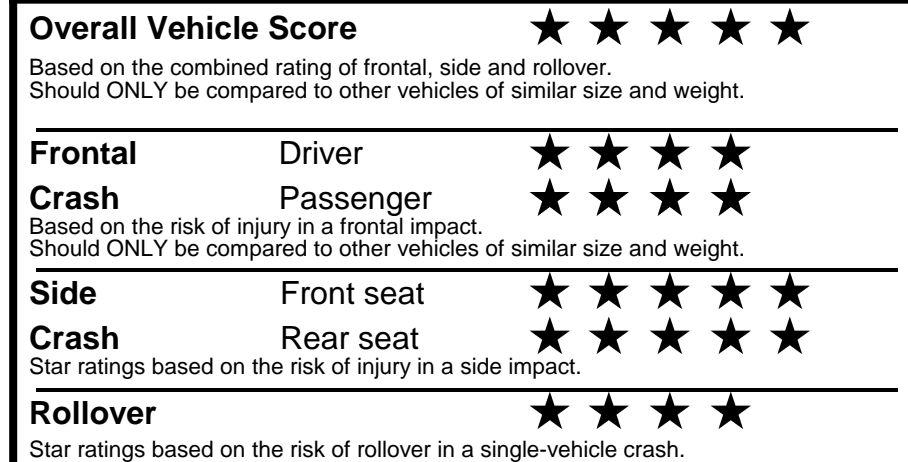 Overall Vehicle Score ★ ★ ★ ★ ★
Based on the combined rating of frontal, side and rollover.
Should ONLY be compared to other vehicles of similar size and weight.
Frontal Driver ★ ★ ★ ★
Crash Passenger ★ ★ ★ ★
Based on the risk of injury in a frontal impact.
Should ONLY be compared to other vehicles of similar size and weight.
Side Front seat ★ ★ ★ ★ ★
Crash Rear seat ★ ★ ★ ★ ★
Star ratings based on the risk of injury in a side impact.
Rollover ★ ★ ★ ★
Star ratings based on the risk of rollover in a single-vehicle crash.